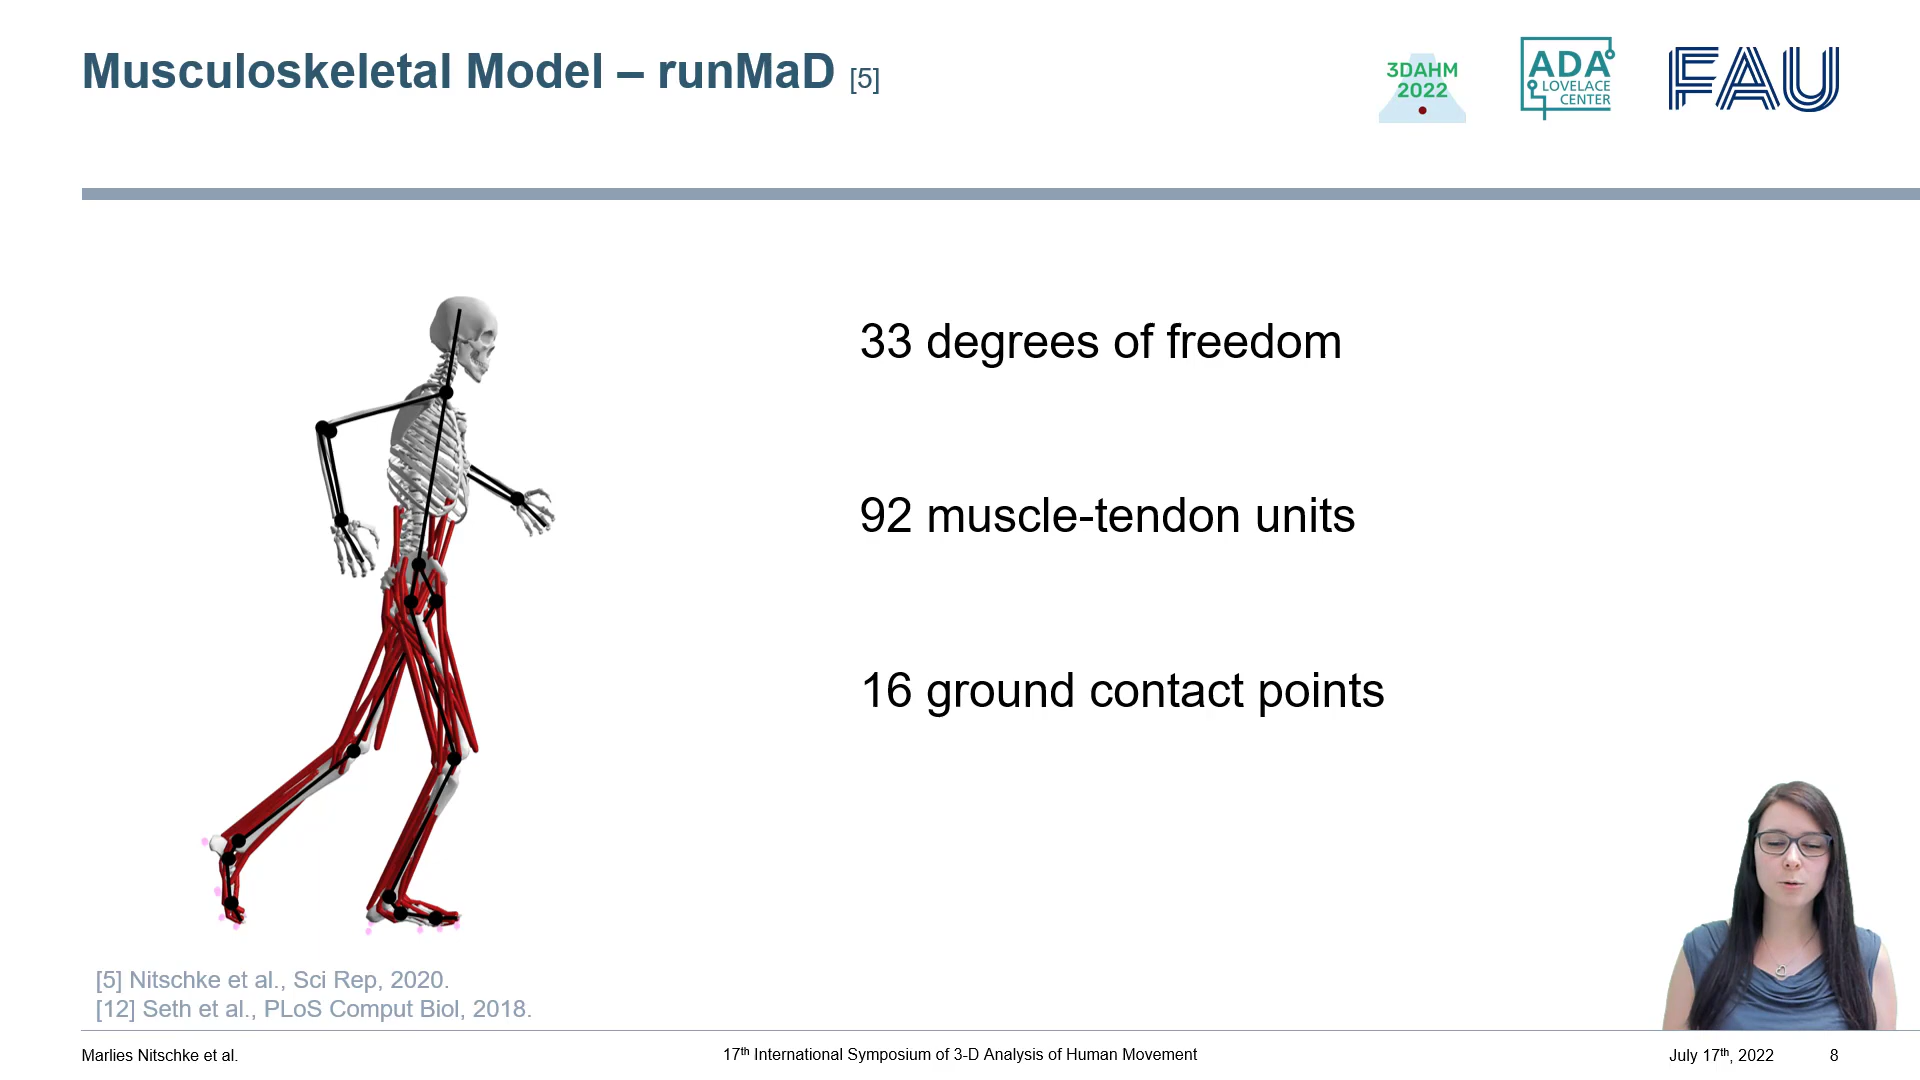 Musculoskeletal Model – runMaD [5]
3DAHM
2022
ADA
LOVELACE
CENTER
FAU
33 degrees of freedom
92 muscle-tendon units
16 ground contact points
[5] Nitschke et al., Sci Rep, 2020.
[12] Seth et al., PLoS Comput Biol, 2018.
Marlies Nitschke et al.
17th International Symposium of 3-D Analysis of Human Movement
July 17th, 2022
8